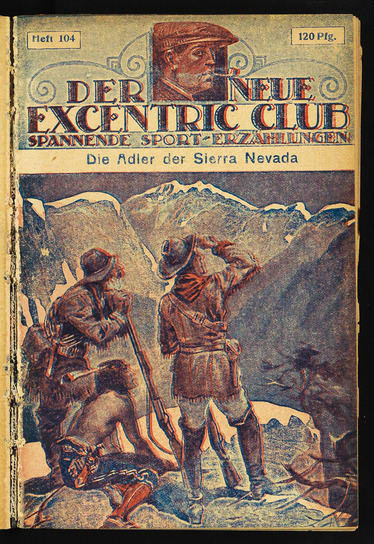 Heft 104
120 Pfg.
DER NEUE
EXCENTRIC CLUB
SPANNENDE SPORT-ERZÄHLUNGEN
Die Adler der Sierra Nevada